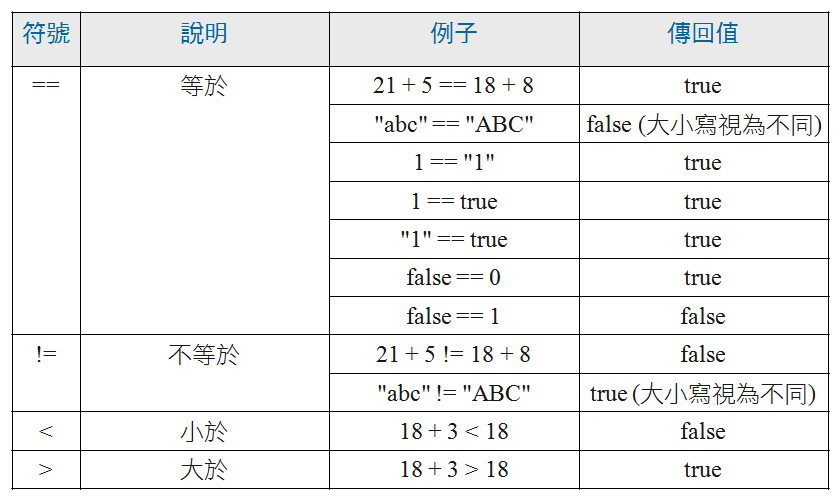 符號 說明 例子 傳回值
== 等於 21 + 5 == 18 + 8 true
"abc" == "ABC" false (大小寫視為不同)
1 == "1" true
1 == true true
"1" == true true
false == 0 true
false == 1 false
!= 不等於 21 + 5 != 18 + 8 false
"abc" != "ABC" true (大小寫視為不同)
< 小於 18 + 3 < 18 false
> 大於 18 + 3 > 18 true